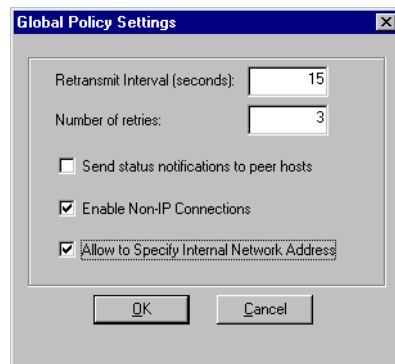 Global Policy Settings
Retransmit Interval (seconds): 15
Number of retries: 3
Send status notifications to peer hosts
Enable Non-IP Connections
Allow to Specify Internal Network Address
OK Cancel